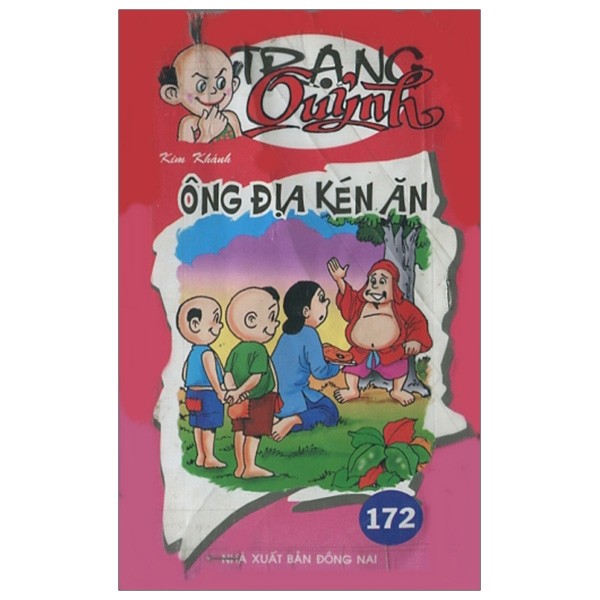 TRẠNG
Quỳnh
Kim Khánh
ÔNG ĐỊA KÉN ĂN
172
NHÀ XUẤT BẢN ĐỒNG NAI